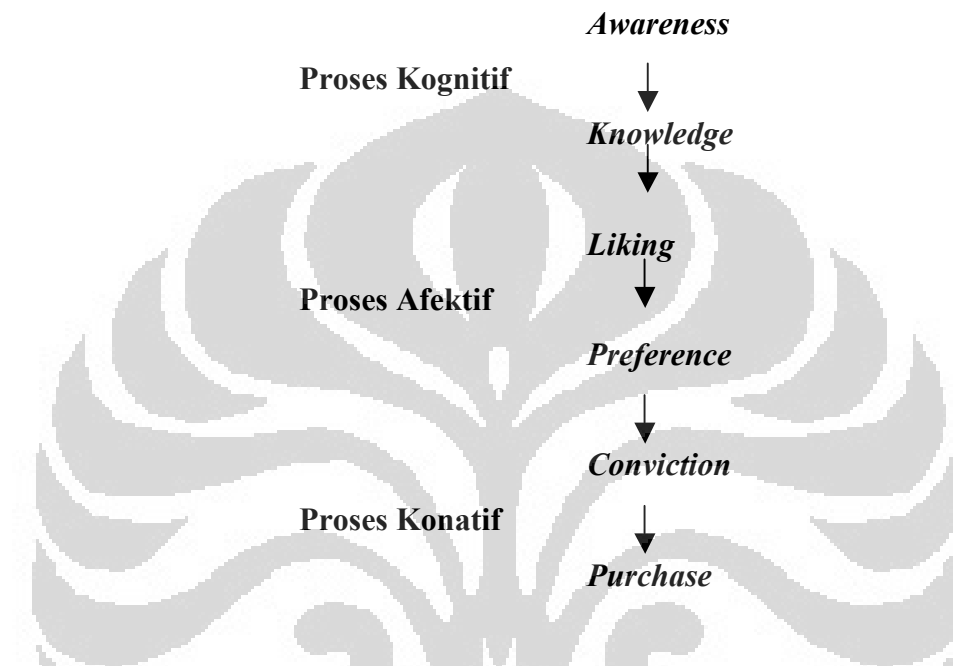 Awareness
Proses Kognitif
Knowledge
Liking
Proses Afektif
Preference
Conviction
Proses Konatif
Purchase